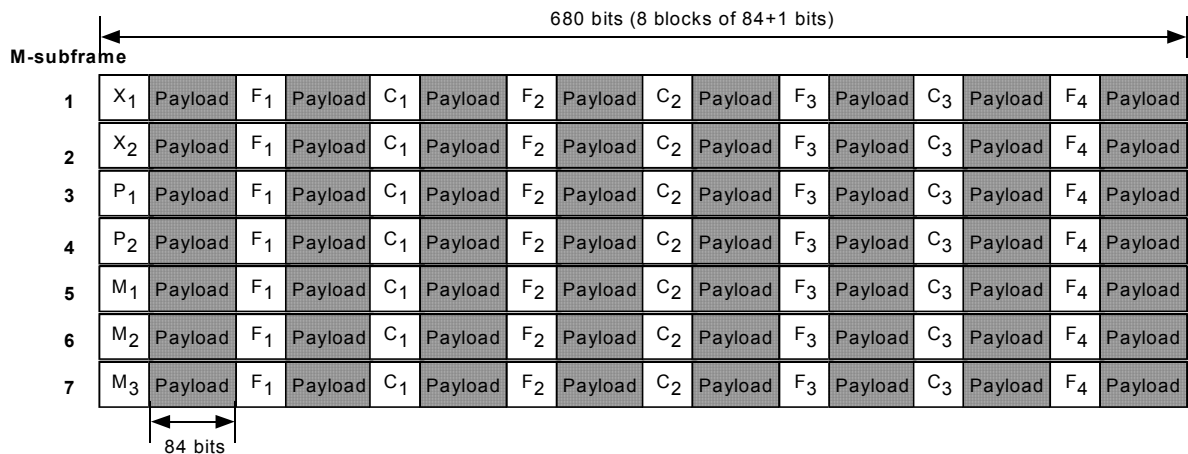 680 bits (8 blocks of 84+1 bits)
M-subframe
1 X1 Payload F1 Payload C1 Payload F2 Payload C2 Payload F3 Payload C3 Payload F4 Payload
2 X2 Payload F1 Payload C1 Payload F2 Payload C2 Payload F3 Payload C3 Payload F4 Payload
3 P1 Payload F1 Payload C1 Payload F2 Payload C2 Payload F3 Payload C3 Payload F4 Payload
4 P2 Payload F1 Payload C1 Payload F2 Payload C2 Payload F3 Payload C3 Payload F4 Payload
5 M1 Payload F1 Payload C1 Payload F2 Payload C2 Payload F3 Payload C3 Payload F4 Payload
6 M2 Payload F1 Payload C1 Payload F2 Payload C2 Payload F3 Payload C3 Payload F4 Payload
7 M3 Payload F1 Payload C1 Payload F2 Payload C2 Payload F3 Payload C3 Payload F4 Payload
84 bits